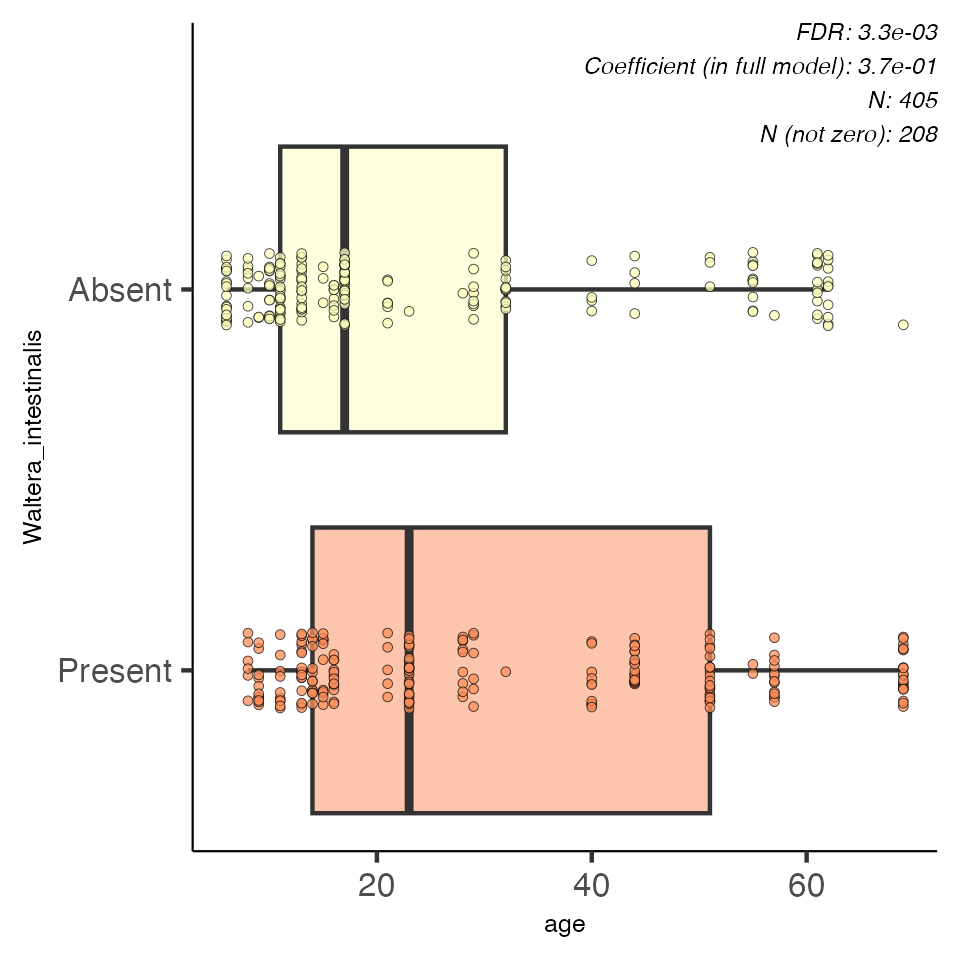 FDR: 3.3e-03
Coefficient (in full model): 3.7e-01
N: 405
N (not zero): 208
Absent
Present
Waltera_intestinalis
20 40 60
age